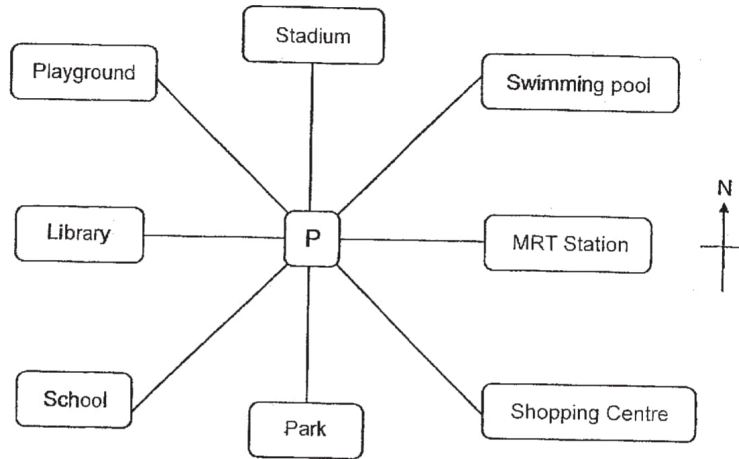 Stadium
Playground
Swimming pool
N
Library
P
MRT Station
School
Park
Shopping Centre